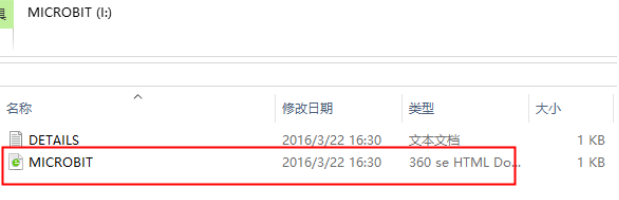 具 MICROBIT (I:)
名称 修改日期 类型 大小
DETAILS 2016/3/22 16:30 文本文档 1 KB
MICROBIT 2016/3/22 16:30 360 se HTML Do... 1 KB